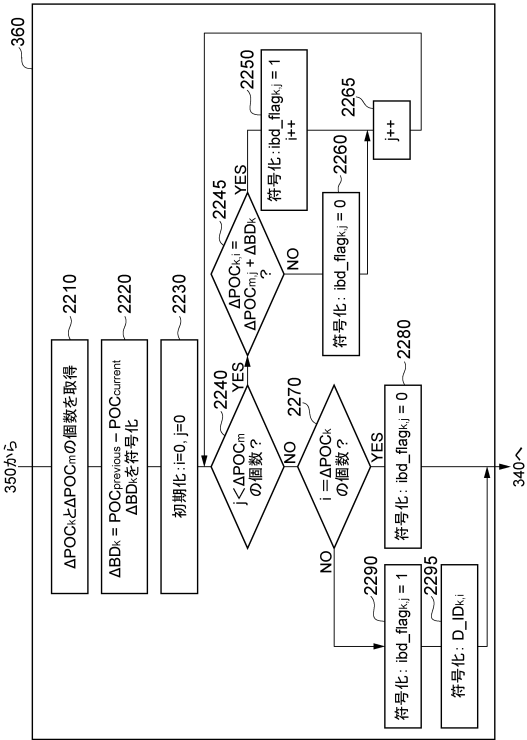 360
350から
2210
ΔPOCkとΔPOCmの個数を取得
2220
ΔBDk = POCprevious − POCcurrent
ΔBDkを符号化
2230
初期化:i=0, j=0
2240
j<ΔPOCm
の個数?
YES
NO
2245
ΔPOCk,i =
ΔPOCm,j + ΔBDk
?
YES
NO
2250
符号化:ibd_flagk,j = 1
i++
2260
符号化:ibd_flagk,j = 0
2265
j++
2270
i =ΔPOCk
の個数?
YES
NO
2280
符号化:ibd_flagk,j = 0
2290
符号化:ibd_flagk,j = 1
2295
符号化:D_IDk,i
340へ